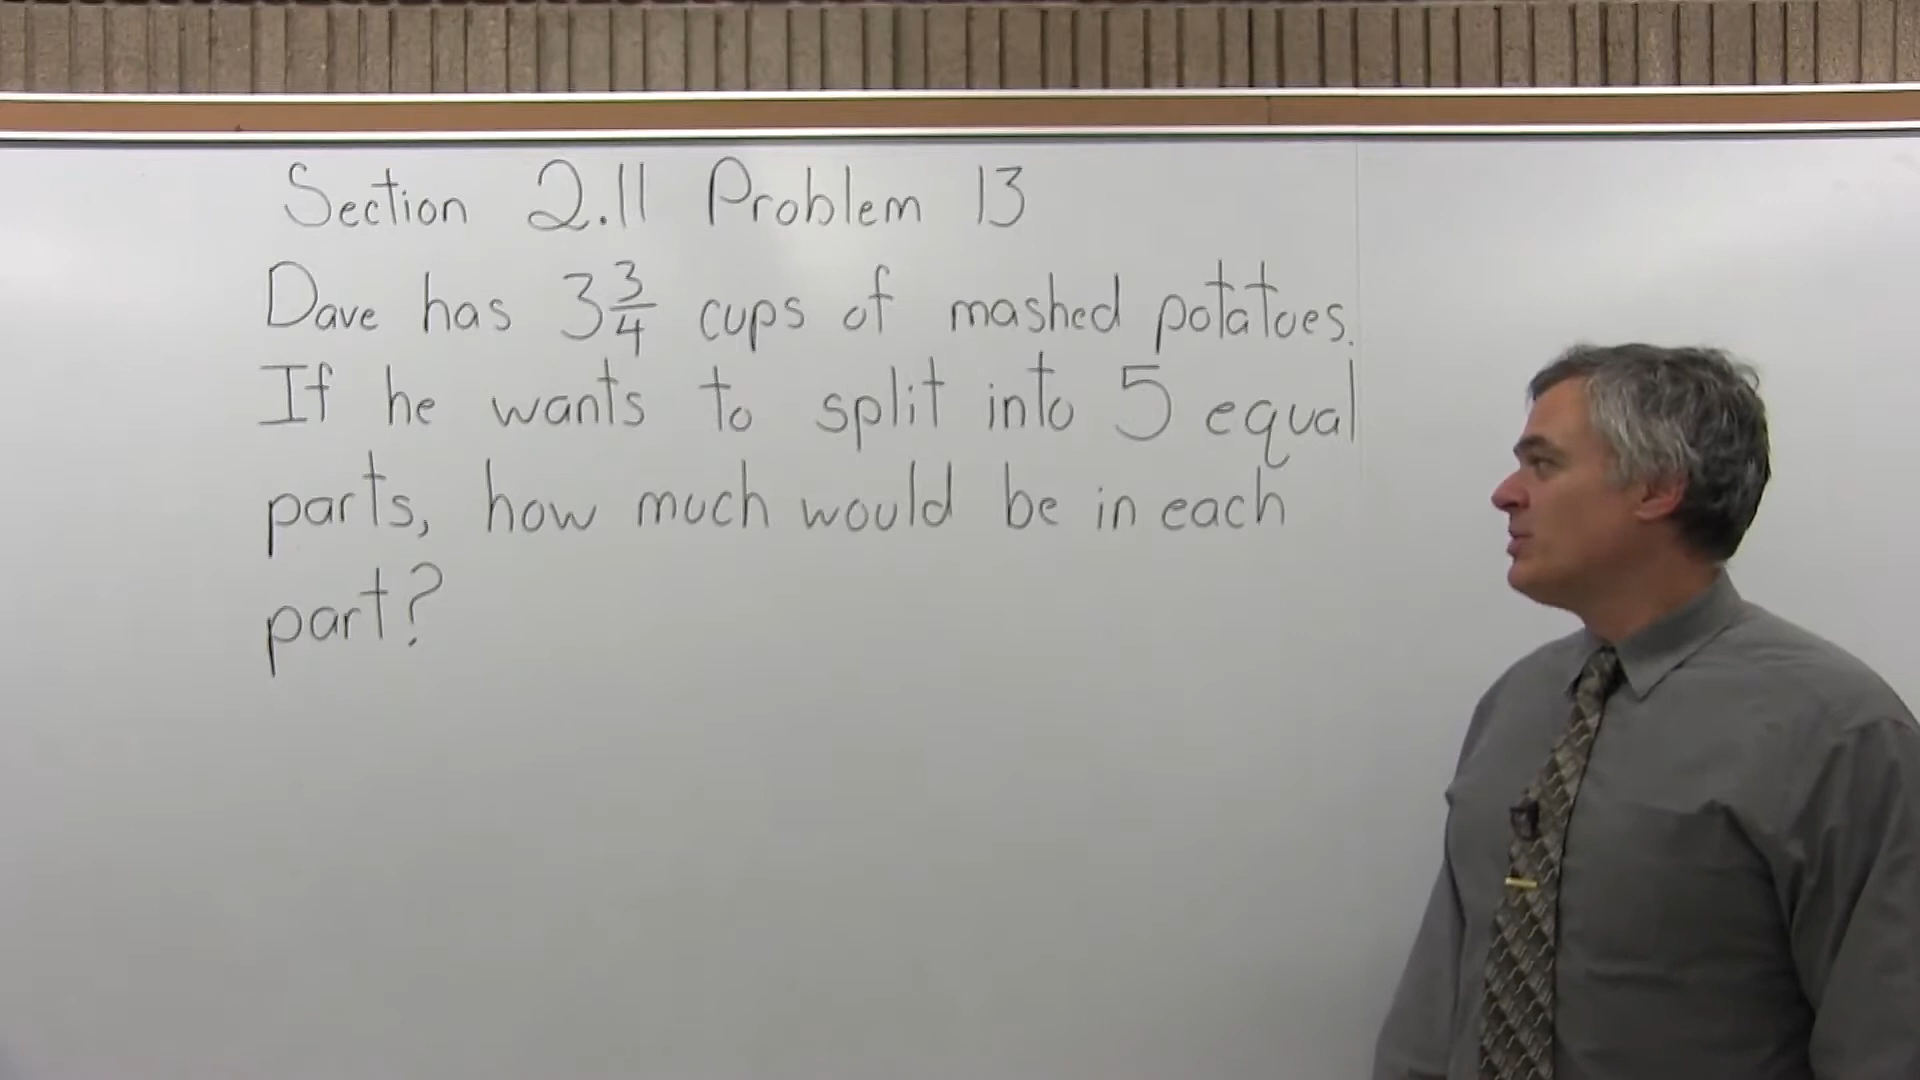 Section 2.11 Problem 13
Dave has 3 3/4 cups of mashed potatoes.
If he wants to split into 5 equal
parts, how much would be in each
part?